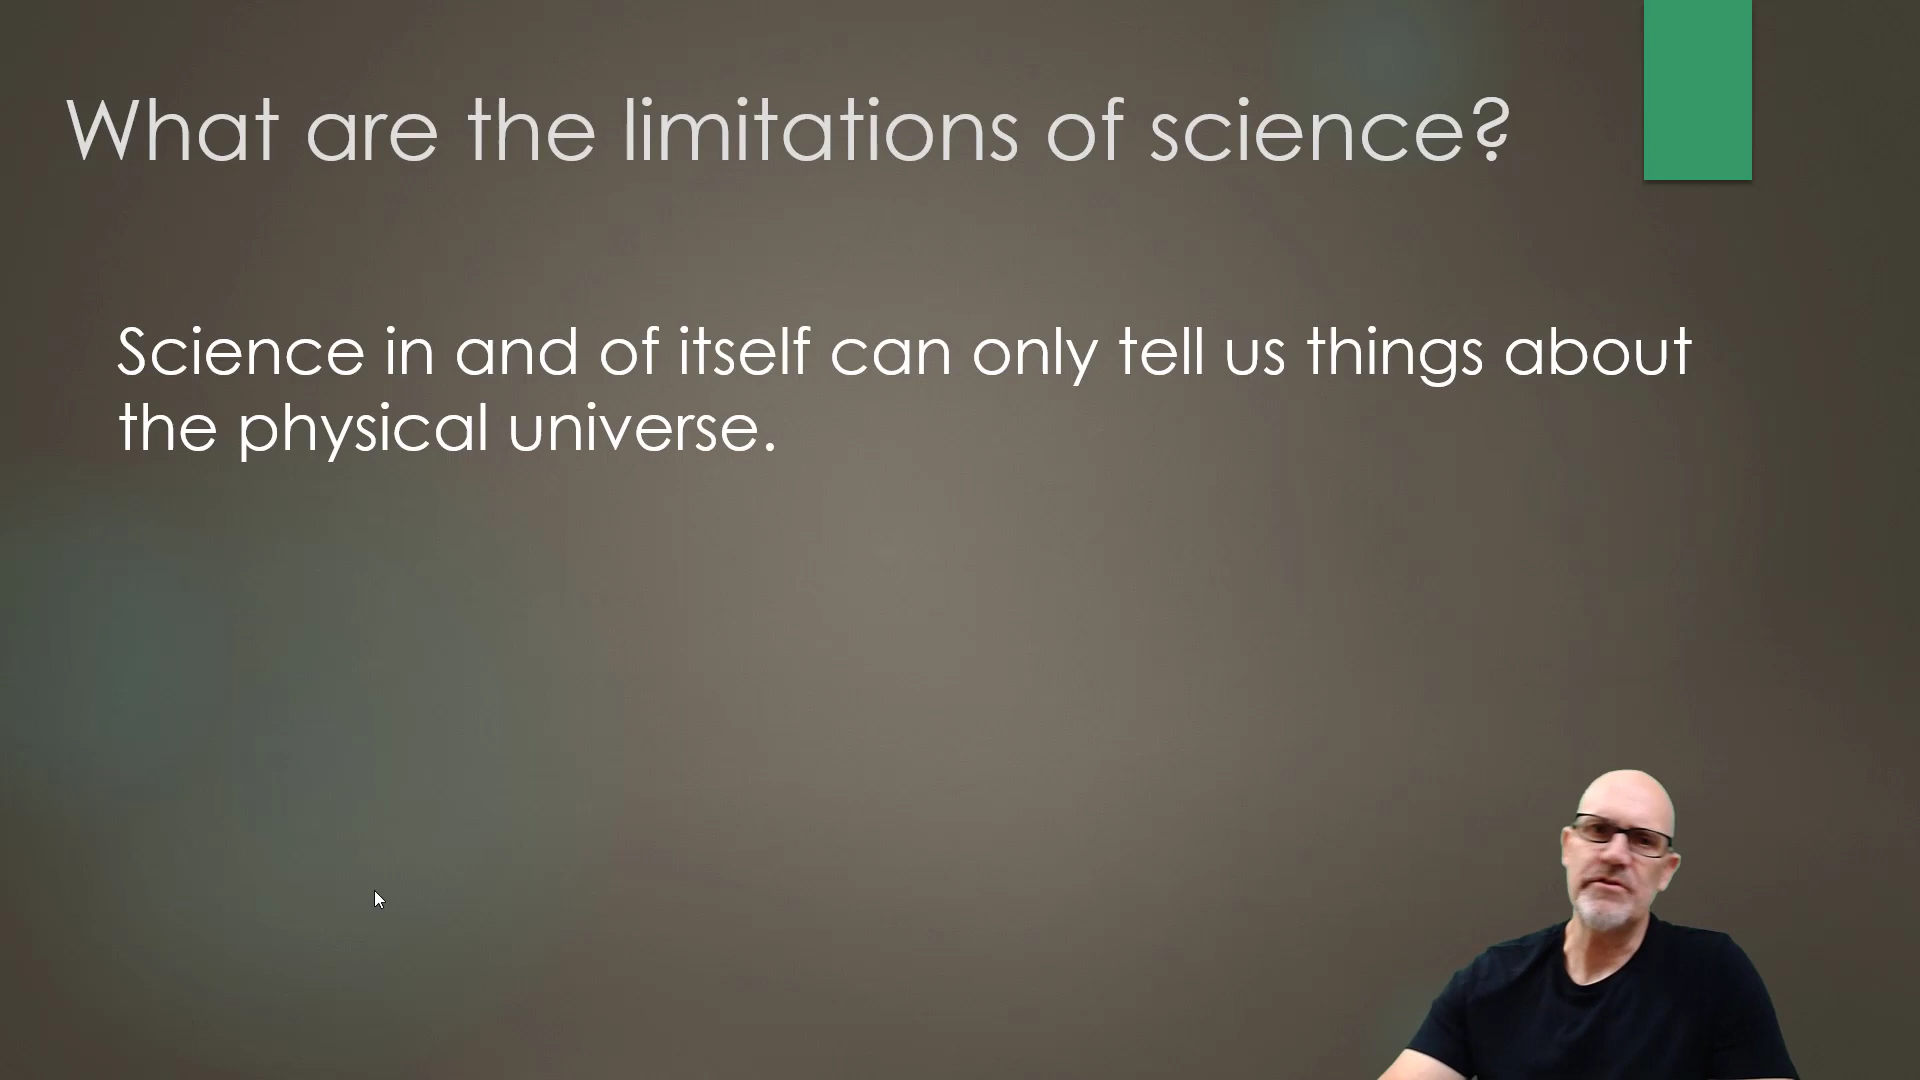 What are the limitations of science?
Science in and of itself can only tell us things about
the physical universe.